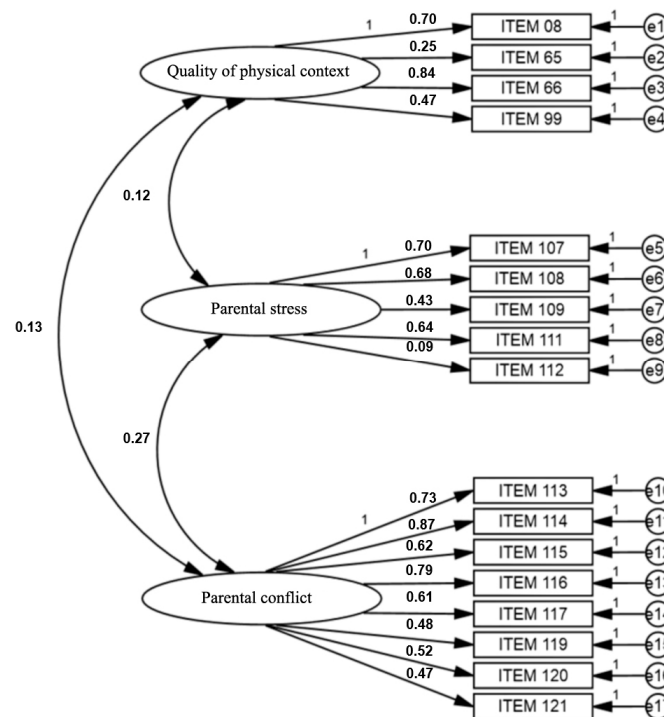 0.70
1
ITEM 08
1
e1
0.25
ITEM 65
1
e2
Quality of physical context
0.84
ITEM 66
1
e3
0.47
ITEM 99
1
e4
0.12
0.70
1
ITEM 107
1
e5
0.68
ITEM 108
1
e6
Parental stress
0.43
ITEM 109
1
e7
0.13
0.64
ITEM 111
1
e8
0.09
ITEM 112
1
e9
0.27
0.73
1
ITEM 113
1
0.87
ITEM 114
1
0.62
ITEM 115
1
0.79
ITEM 116
1
Parental conflict
0.61
ITEM 117
1
0.48
ITEM 119
1
0.52
ITEM 120
1
0.47
ITEM 121
1